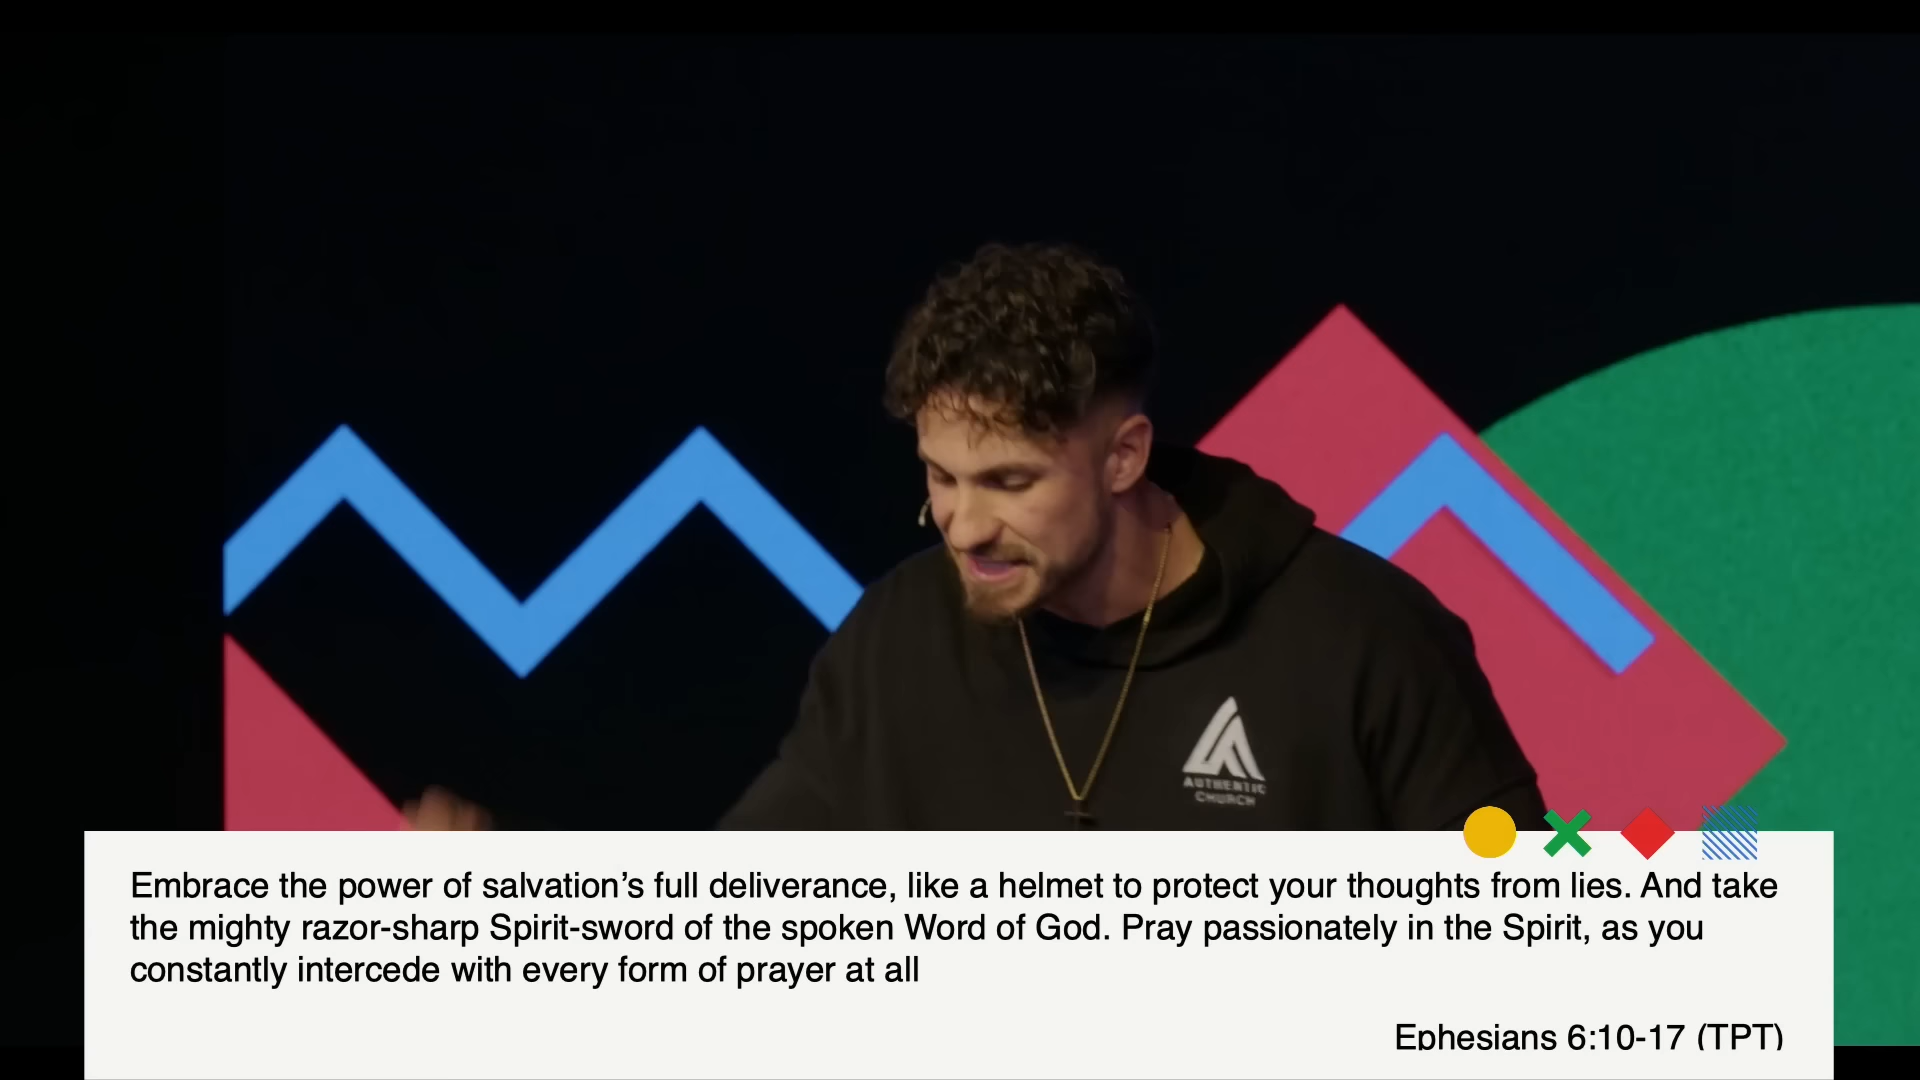 AUTHENTIC
CHURCH
Embrace the power of salvation’s full deliverance, like a helmet to protect your thoughts from lies. And take
the mighty razor-sharp Spirit-sword of the spoken Word of God. Pray passionately in the Spirit, as you
constantly intercede with every form of prayer at all
Ephesians 6:10-17 (TPT)